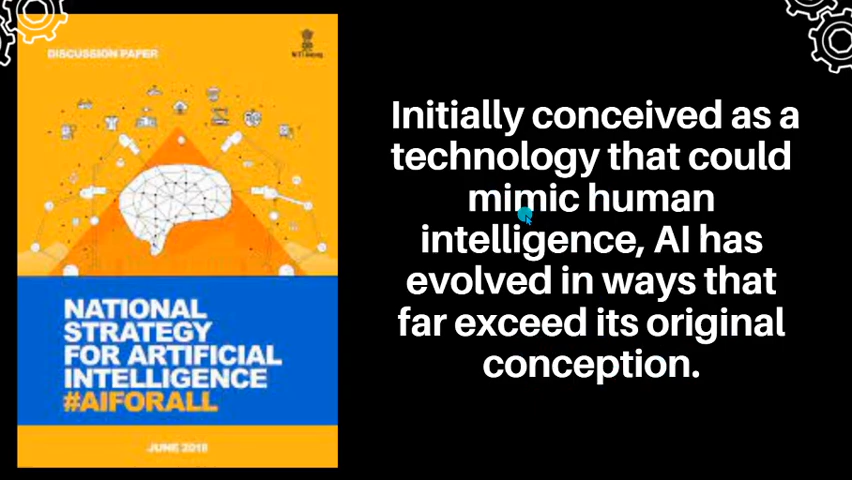 DISCUSSION PAPER
NATIONAL
STRATEGY
FOR ARTIFICIAL
INTELLIGENCE
#AIFORALL
JUNE 2018
Initially conceived as a
technology that could
mimic human
intelligence, AI has
evolved in ways that
far exceed its original
conception.